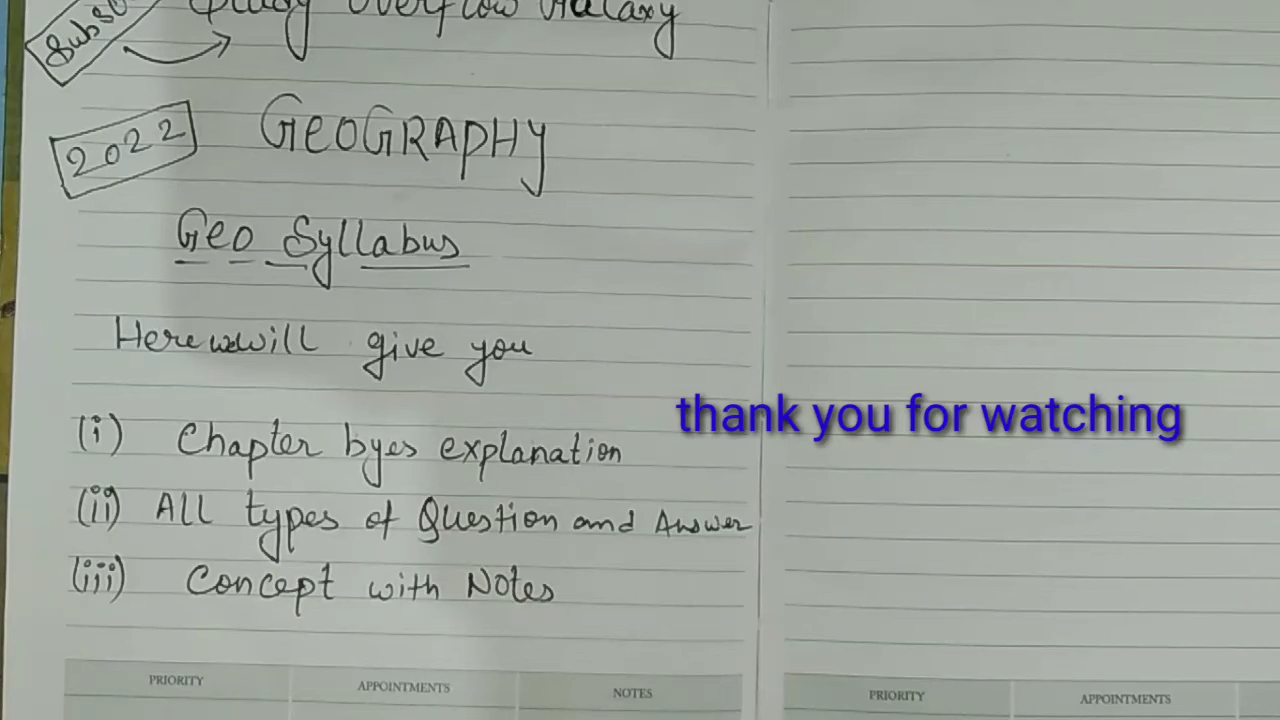 Study Overflow Galaxy
2022
GEOGRAPHY
Geo Syllabus
Here we will give you
(i) Chapter byes explanation
thank you for watching
(ii) All types of Question and Answer
(iii) Concept with Notes
PRIORITY APPOINTMENTS NOTES
PRIORITY APPOINTMENTS